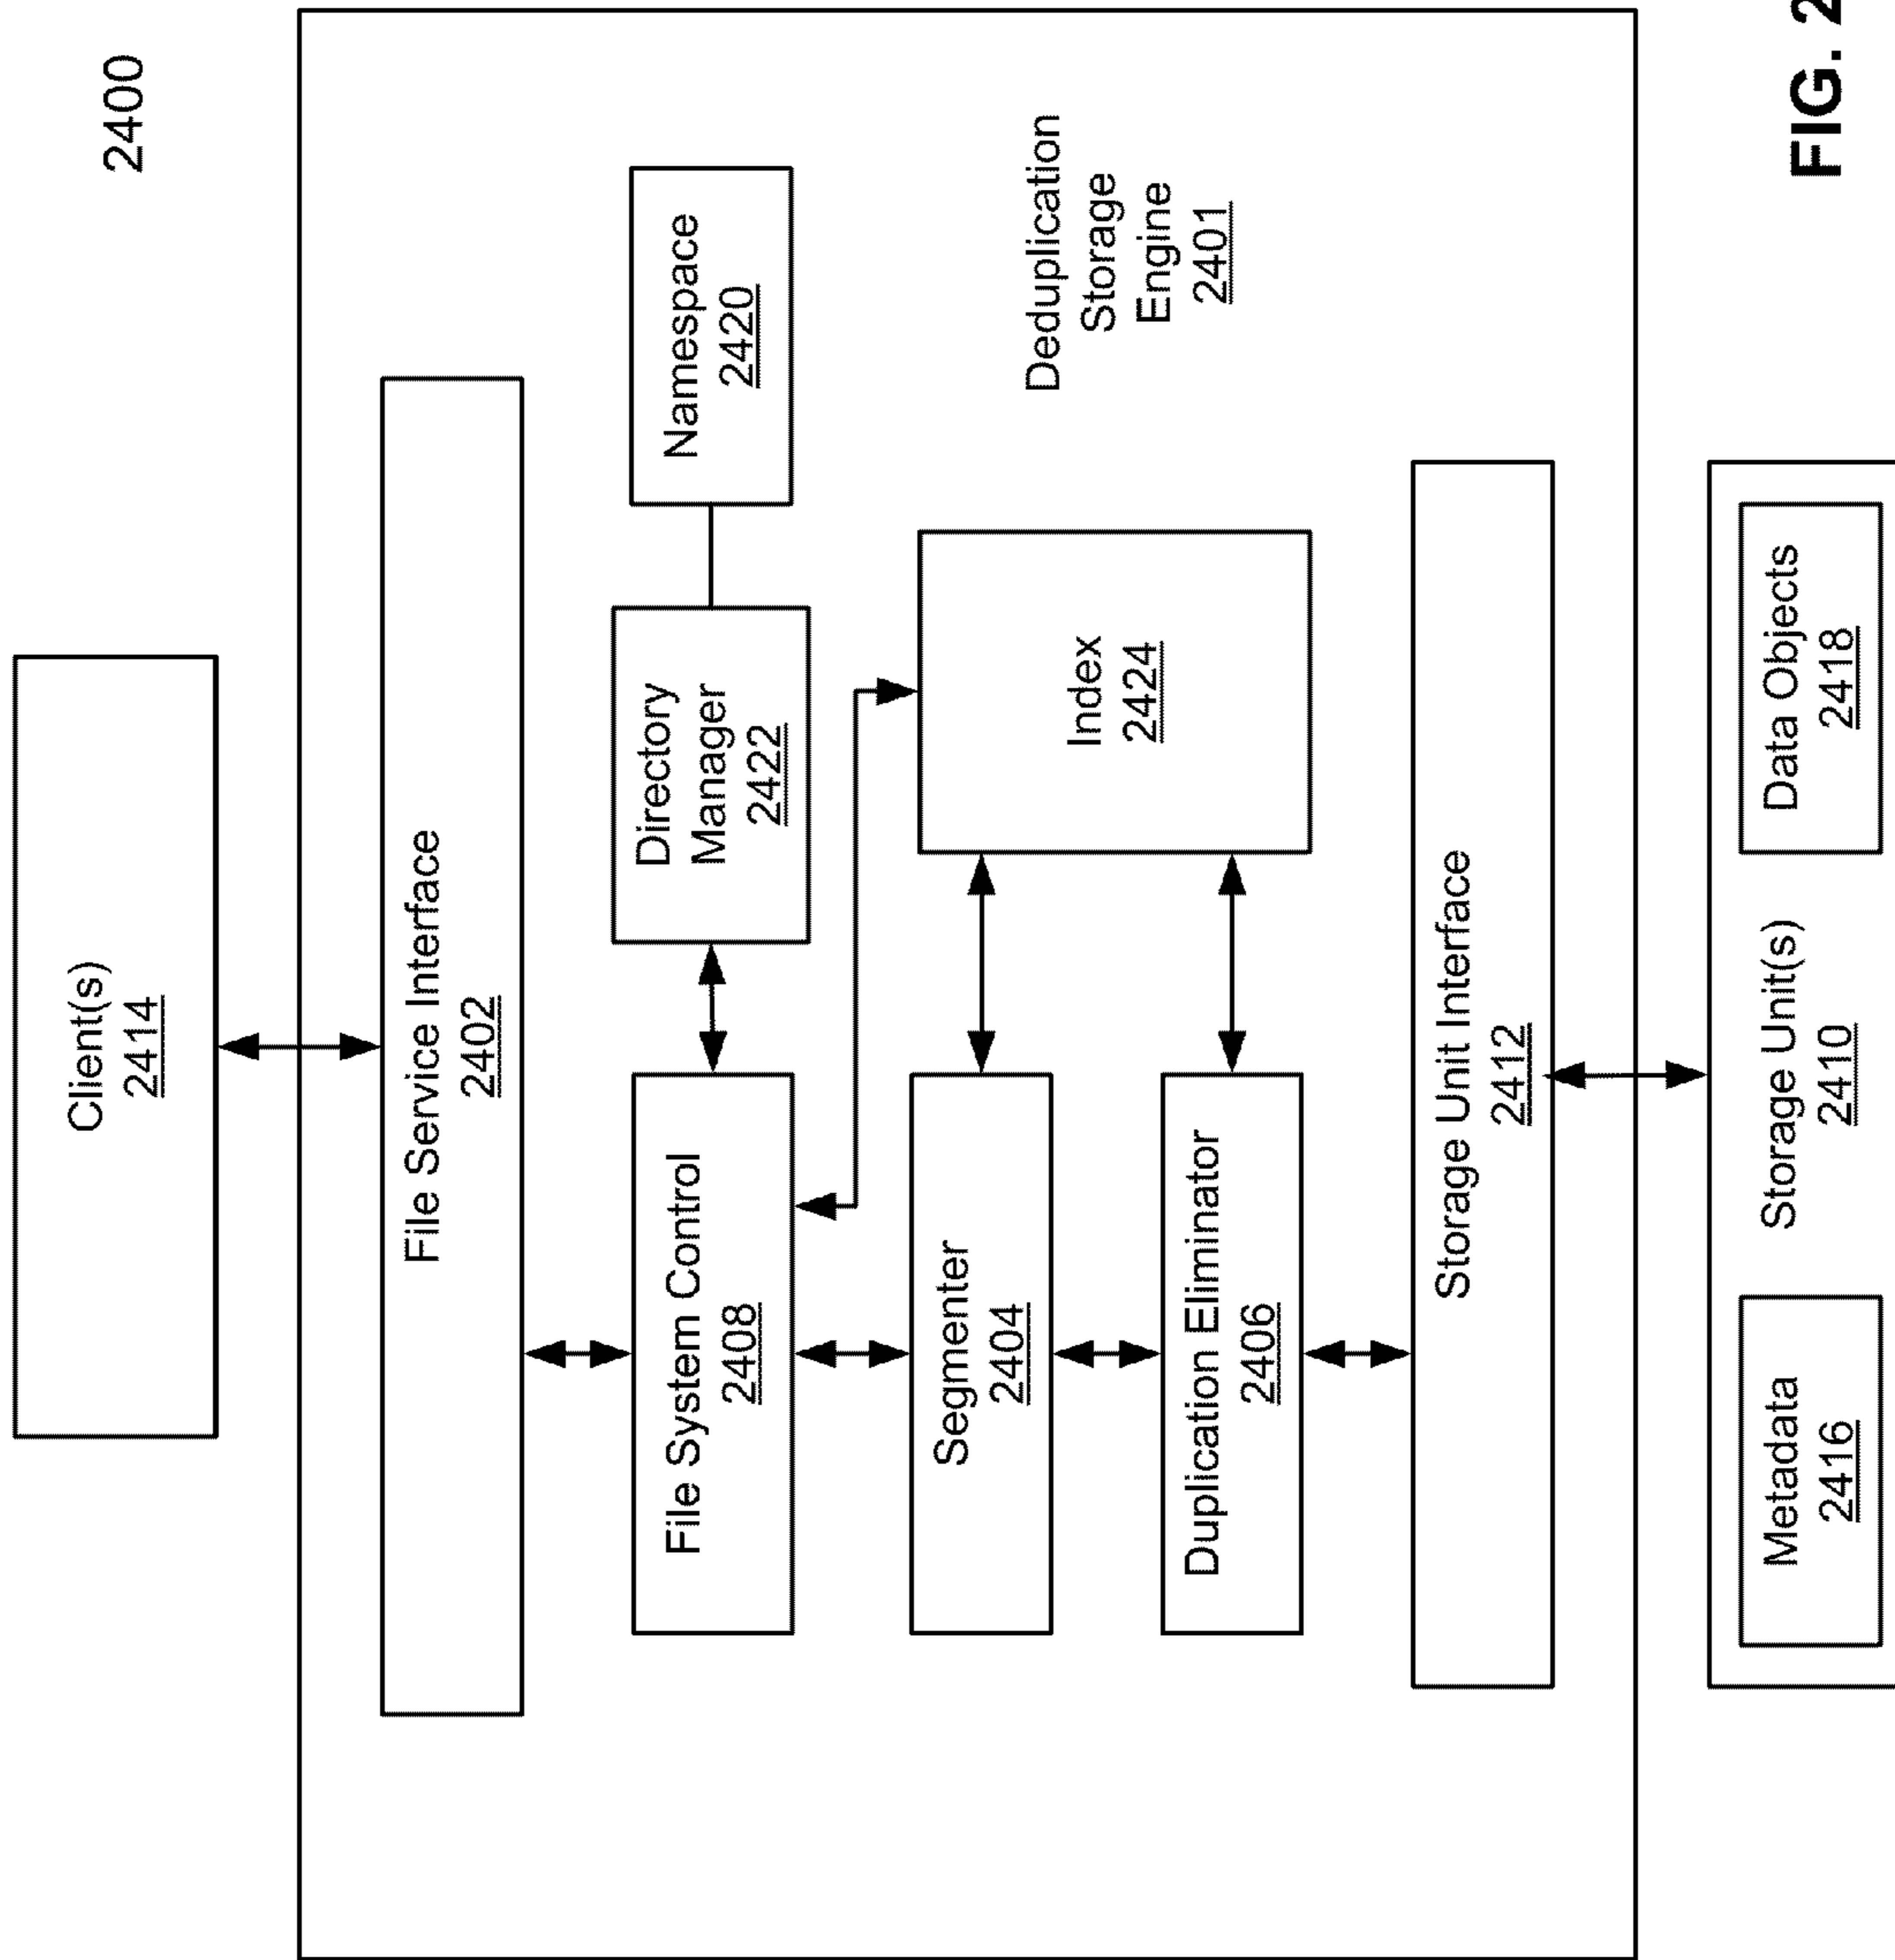 2400
Client(s)
2414
File Service Interface
2402
File System Control
2408
Directory
Manager
2422
Namespace
2420
Segmenter
2404
Index
2424
Duplication Eliminator
2406
Deduplication
Storage
Engine
2401
Storage Unit Interface
2412
Metadata
2416
Storage Unit(s)
2410
Data Objects
2418
FIG. 2